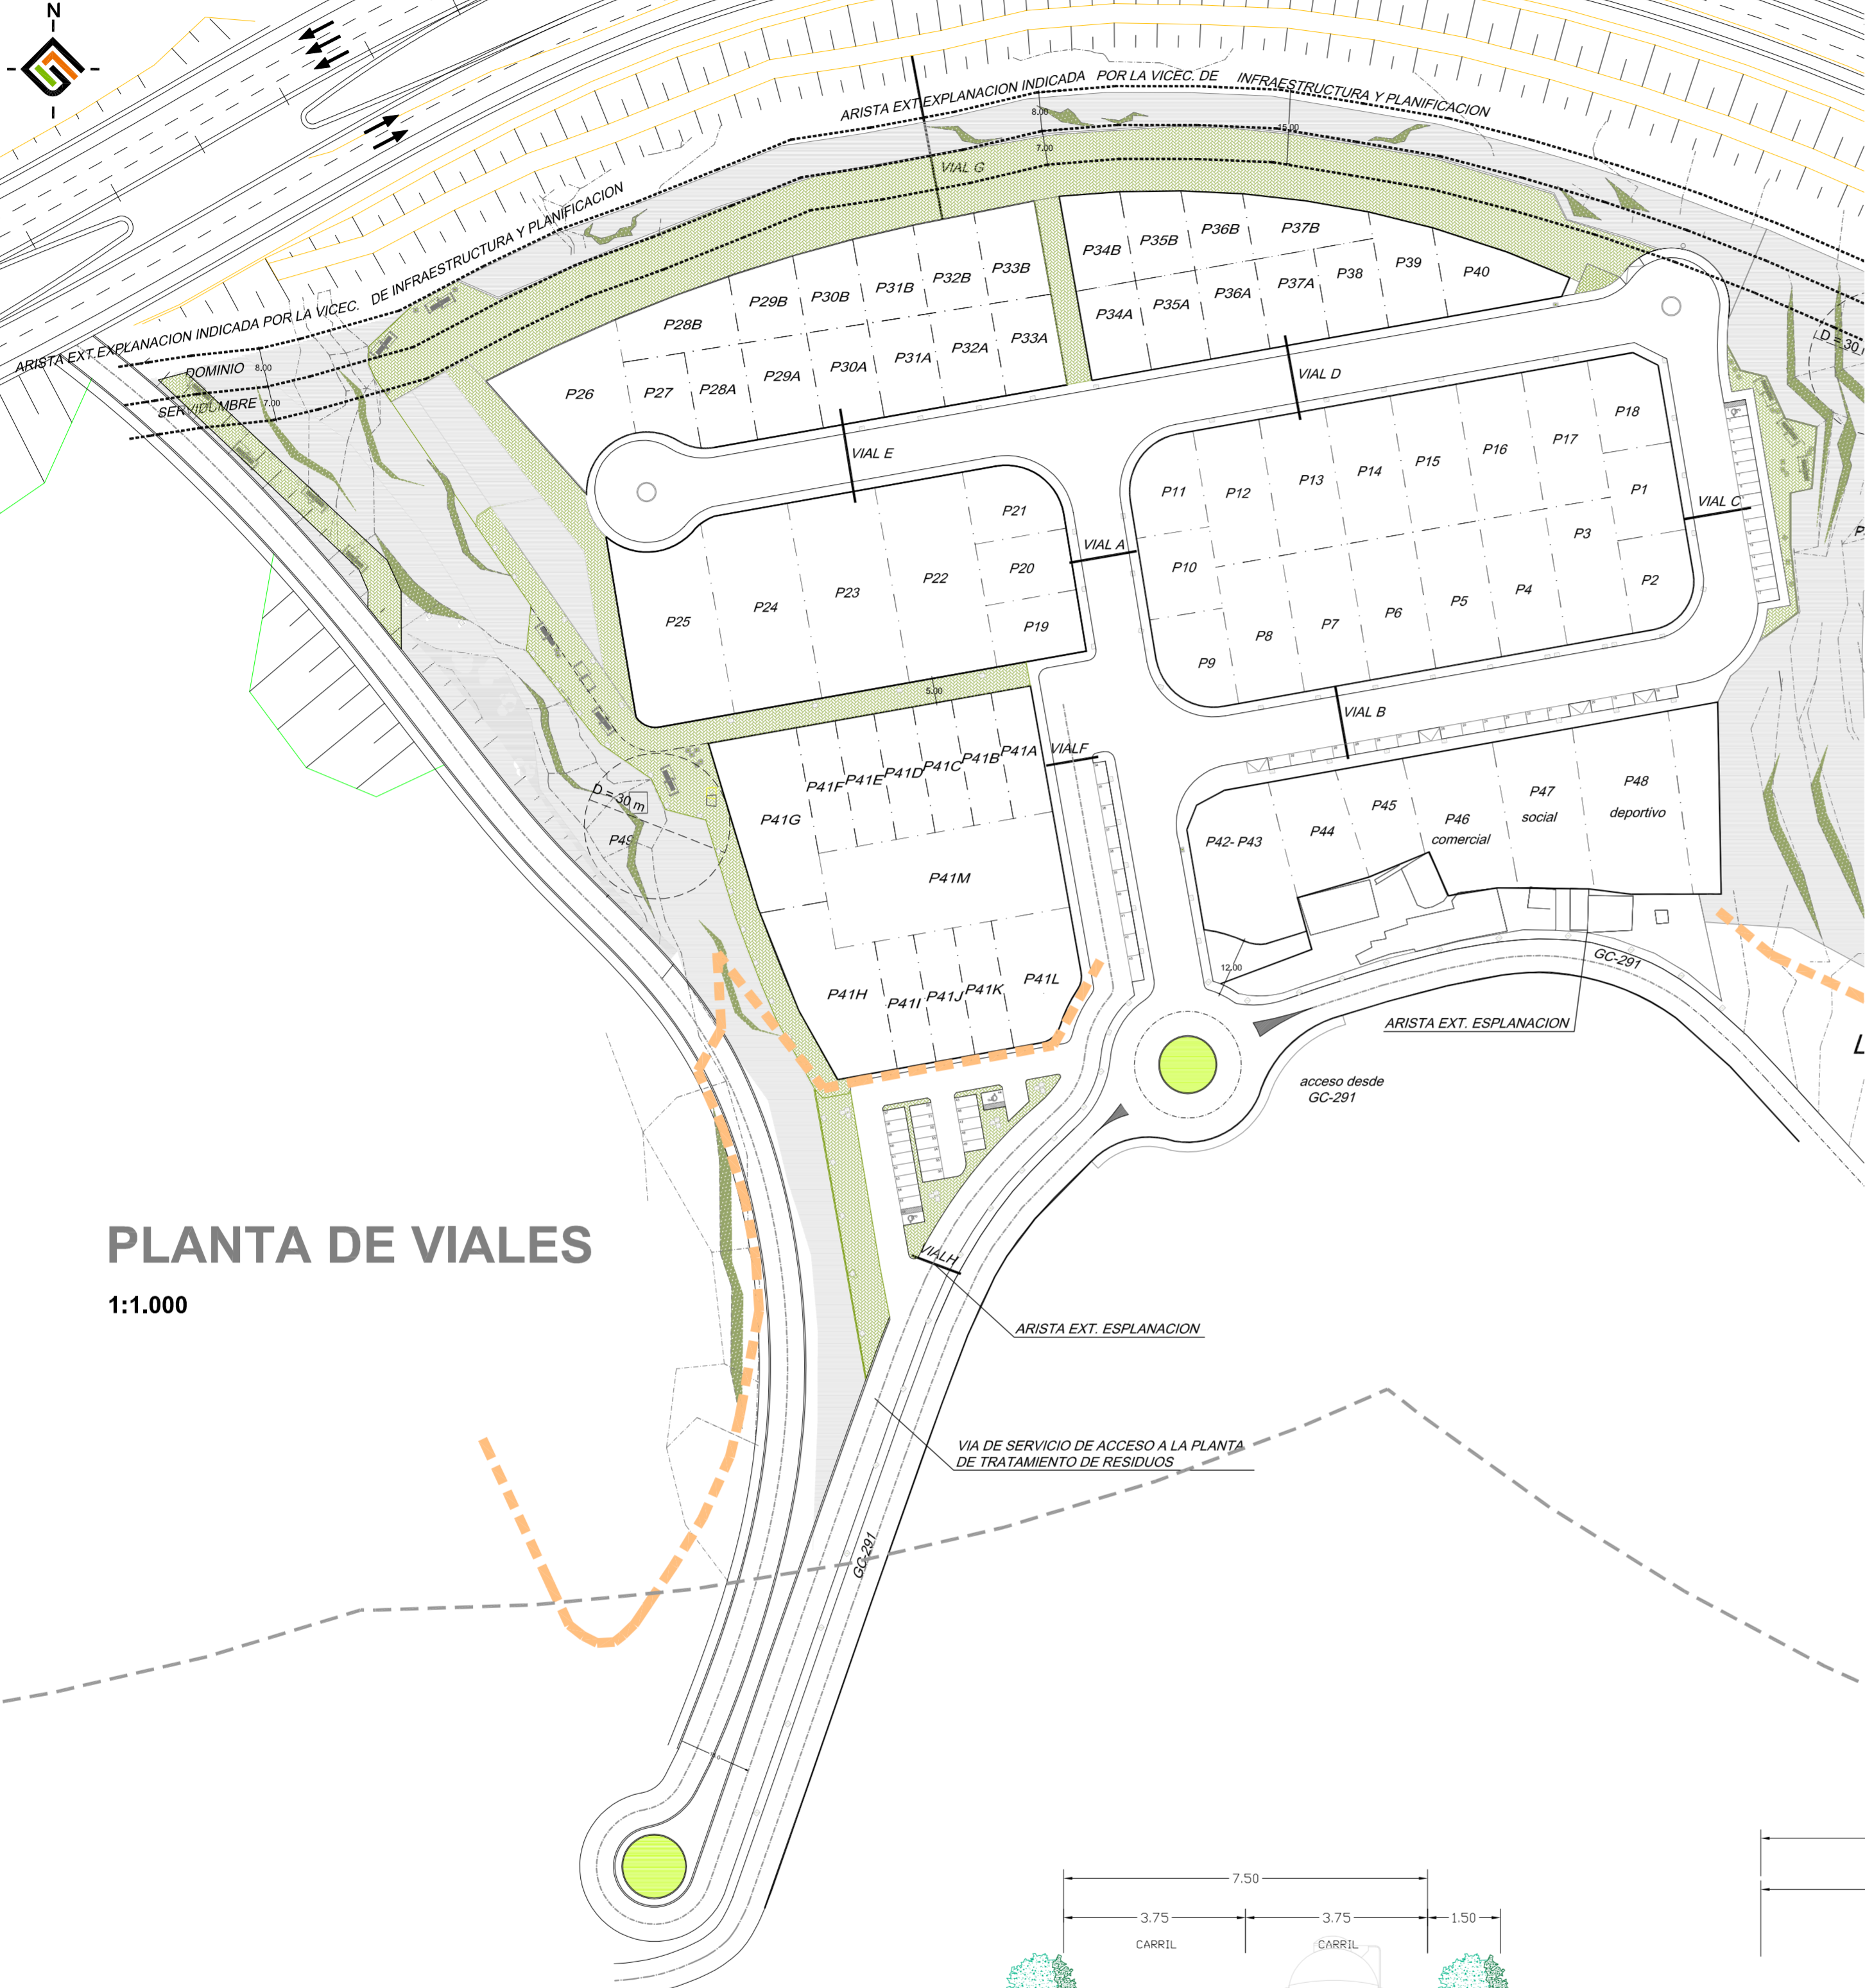 N
ARISTA EXT.EXPLANACION INDICADA POR LA VICEC. DE INFRAESTRUCTURA Y PLANIFICACION
8.00
15.00
7.00
VIAL G
ARISTA EXT.EXPLANACION INDICADA POR LA VICEC. DE INFRAESTRUCTURA Y PLANIFICACION
DOMINIO 8.00
SERVIDUMBRE 7.00
P34B P35B P36B P37B
P34A P35A P36A P37A P38 P39 P40
P28B P29B P30B P31B P32B P33B
P26 P27 P28A P29A P30A P31A P32A P33A
D = 30
VIAL D
VIAL E
P11 P12 P13 P14 P15 P16 P17 P18
P10 P1
P9 P8 P7 P6 P5 P4 P3 P2
VIAL C
VIAL A
P21
P20
P19
P25 P24 P23 P22
5.00
VIAL B
VIALF
P41G P41F P41E P41D P41C P41B P41A
P41M
P41H P41I P41J P41K P41L
D = 30 m
P49
P42- P43 P44 P45
P46
comercial
P47
social
P48
deportivo
12.00
GC-291
ARISTA EXT. ESPLANACION
L
acceso desde
GC-291
PLANTA DE VIALES
1:1.000
VIALH
ARISTA EXT. ESPLANACION
VIA DE SERVICIO DE ACCESO A LA PLANTA
DE TRATAMIENTO DE RESIDUOS
GC-291
7.50
3.75 3.75 1.50
CARRIL CARRIL